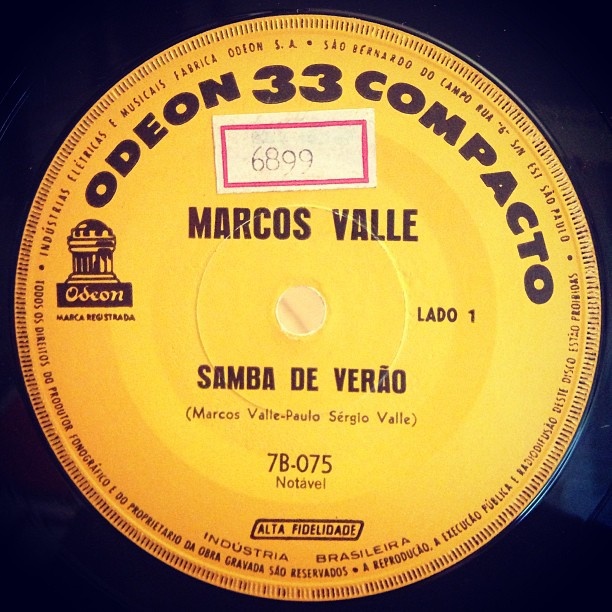 INDÚSTRIAS ELÉTRICAS E MUSICAIS FABRICA ODEON S.A. • SÃO BERNARDO DO CAMPO RUA "6" S/N EST SÃO PAULO •
ODEON 33 COMPACTO
6899
MARCOS VALLE
Odeon
MARCA REGISTRADA
LADO 1
SAMBA DE VERÃO
(Marcos Valle-Paulo Sérgio Valle)
7B-075
Notável
ALTA FIDELIDADE
INDÚSTRIA BRASILEIRA
TODOS OS DIREITOS DO PRODUTOR FONOGRÁFICO E DO PROPRIETARIO DA OBRA GRAVADA SÃO RESERVADOS • A REPRODUÇÃO, A EXECUÇÃO PÚBLICA E RADIODIFUSÃO DESTE DISCO ESTÃO PROIBIDAS